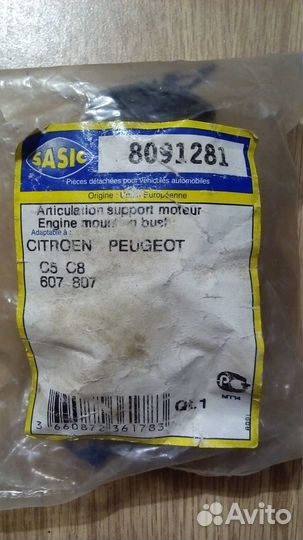 SASIC
8091281
Pièces détachées pour Véhicules automobiles
Origine : Union Européenne
Articulation support moteur
Engine mountain bush
Adaptable à :
CITROEN PEUGEOT
C5 C8
607 807
Qt. 1
3 660872 361783
Avito